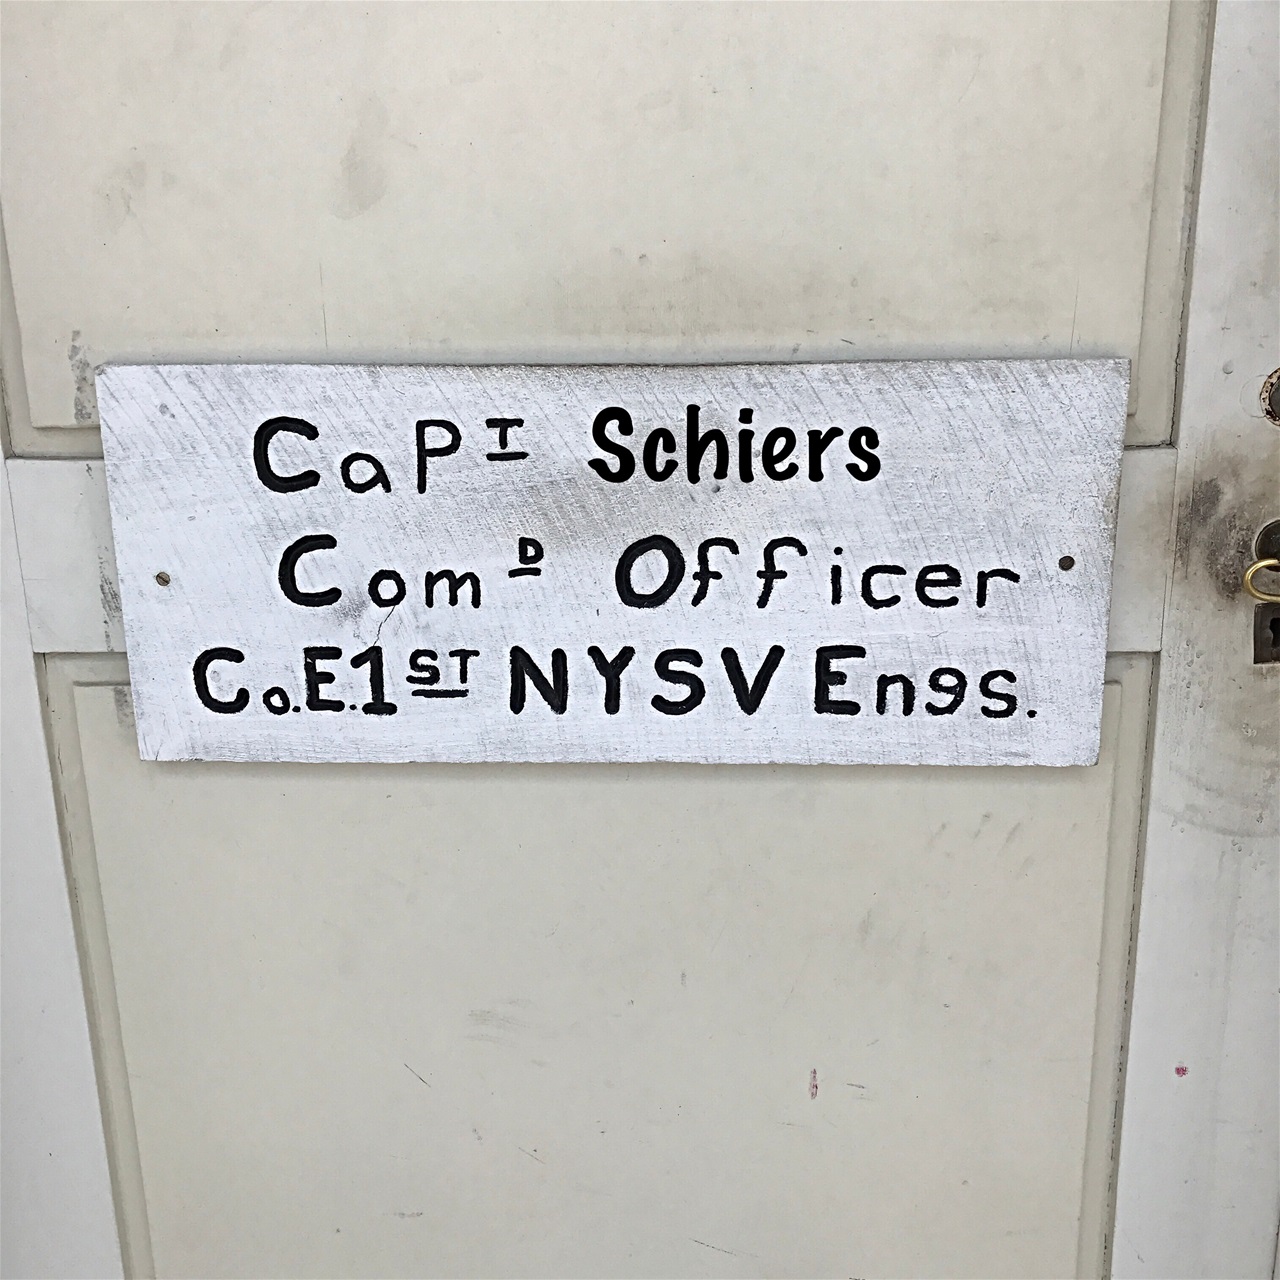 CaPT Schiers
ComD Officer
Co.E.1ST NYSV Engs.